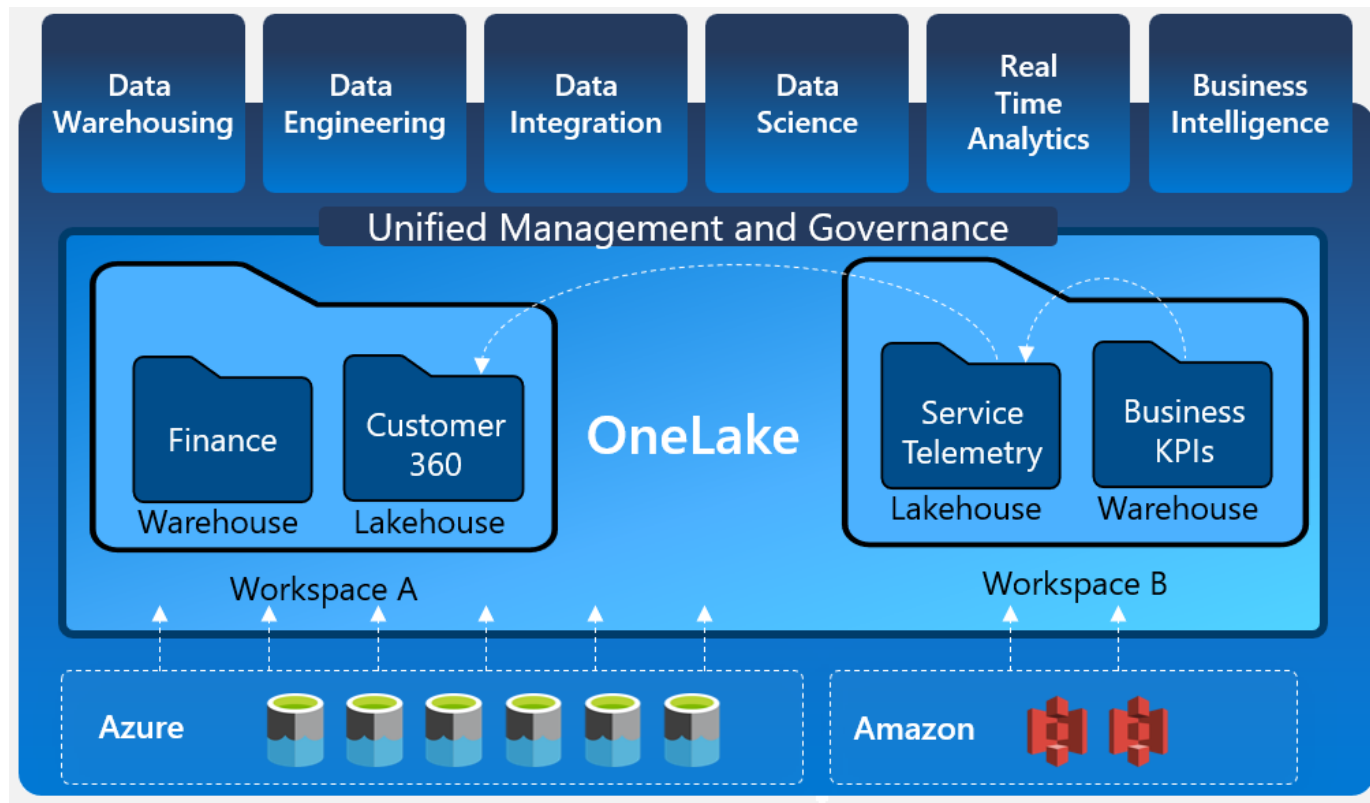 Data
Warehousing
Data
Engineering
Data
Integration
Data
Science
Real
Time
Analytics
Business
Intelligence
Unified Management and Governance
Finance
Warehouse
Customer
360
Lakehouse
Workspace A
OneLake
Service
Telemetry
Lakehouse
Business
KPIs
Warehouse
Workspace B
Azure
Amazon